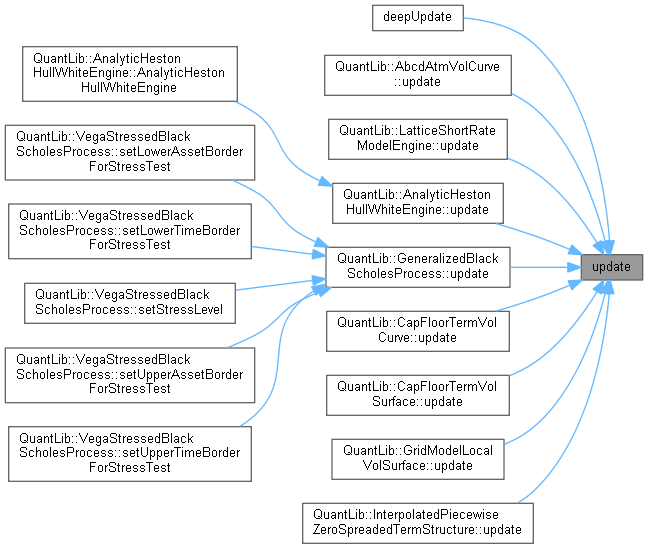 deepUpdate
QuantLib::AnalyticHeston
HullWhiteEngine::AnalyticHeston
HullWhiteEngine
QuantLib::AbcdAtmVolCurve
::update
QuantLib::LatticeShortRate
ModelEngine::update
QuantLib::VegaStressedBlack
ScholesProcess::setLowerAssetBorder
ForStressTest
QuantLib::AnalyticHeston
HullWhiteEngine::update
QuantLib::VegaStressedBlack
ScholesProcess::setLowerTimeBorder
ForStressTest
QuantLib::GeneralizedBlack
ScholesProcess::update
update
QuantLib::VegaStressedBlack
ScholesProcess::setStressLevel
QuantLib::CapFloorTermVol
Curve::update
QuantLib::VegaStressedBlack
ScholesProcess::setUpperAssetBorder
ForStressTest
QuantLib::CapFloorTermVol
Surface::update
QuantLib::VegaStressedBlack
ScholesProcess::setUpperTimeBorder
ForStressTest
QuantLib::GridModelLocal
VolSurface::update
QuantLib::InterpolatedPiecewise
ZeroSpreadedTermStructure::update